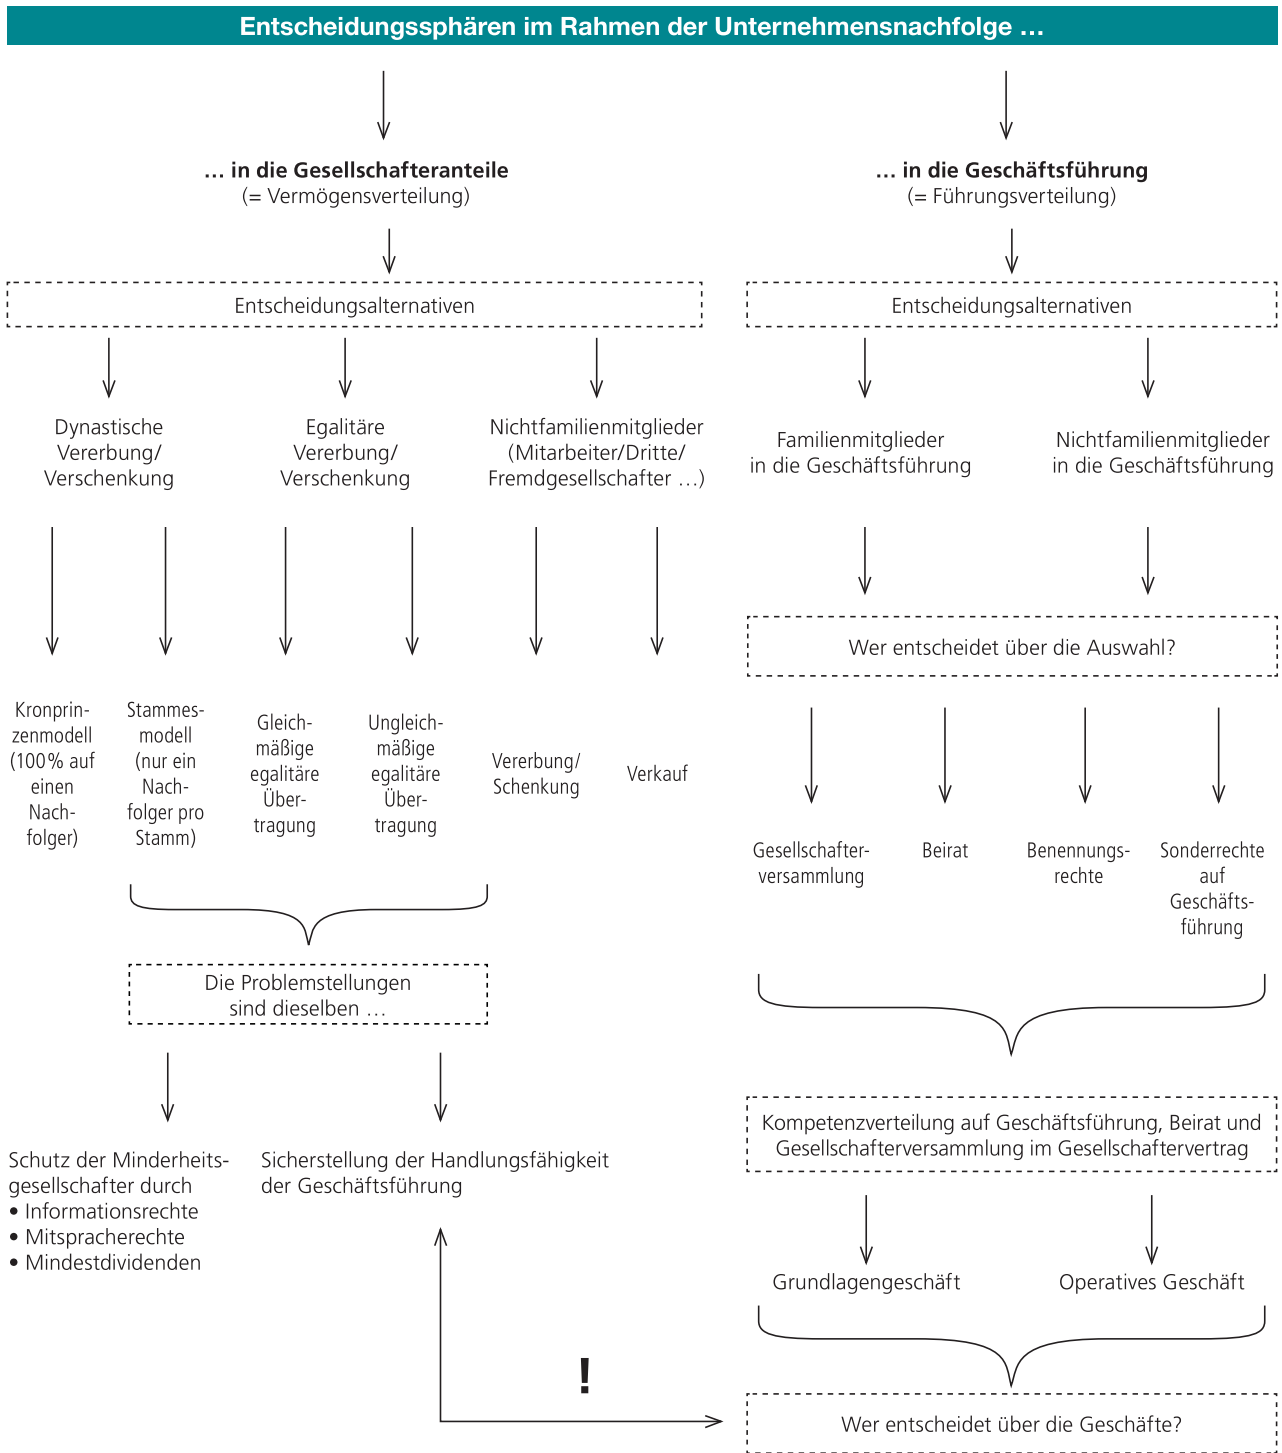 Entscheidungssphären im Rahmen der Unternehmensnachfolge …
… in die Gesellschafteranteile
(= Vermögensverteilung)
Entscheidungsalternativen
Dynastische
Vererbung/
Verschenkung
Egalitäre
Vererbung/
Verschenkung
Nichtfamilienmitglieder
(Mitarbeiter/Dritte/
Fremdgesellschafter …)
Kronprin-
zenmodell
(100% auf
einen
Nach-
folger)
Stammes-
modell
(nur ein
Nach-
folger pro
Stamm)
Gleich-
mäßige
egalitäre
Über-
tragung
Ungleich-
mäßige
egalitäre
Über-
tragung
Vererbung/
Schenkung
Verkauf
Die Problemstellungen
sind dieselben …
Schutz der Minderheits-
gesellschafter durch
• Informationsrechte
• Mitspracherechte
• Mindestdividenden
Sicherstellung der Handlungsfähigkeit
der Geschäftsführung
!
… in die Geschäftsführung
(= Führungsverteilung)
Entscheidungsalternativen
Familienmitglieder
in die Geschäftsführung
Nichtfamilienmitglieder
in die Geschäftsführung
Wer entscheidet über die Auswahl?
Gesellschafter-
versammlung
Beirat
Benennungs-
rechte
Sonderrechte
auf
Geschäfts-
führung
Kompetenzverteilung auf Geschäftsführung, Beirat und
Gesellschafterversammlung im Gesellschaftervertrag
Grundlagengeschäft
Operatives Geschäft
Wer entscheidet über die Geschäfte?